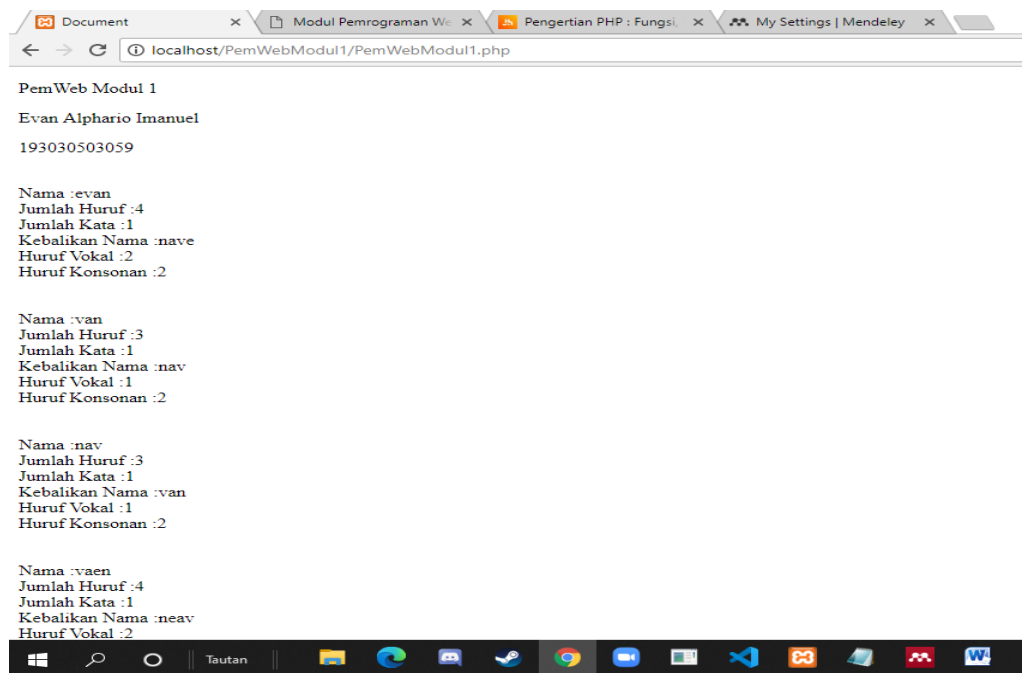 Document
Modul Pemrograman We
Pengertian PHP : Fungsi,
My Settings | Mendeley
localhost/PemWebModul1/PemWebModul1.php
PemWeb Modul 1
Evan Alphario Imanuel
193030503059
Nama :evan
Jumlah Huruf :4
Jumlah Kata :1
Kebalikan Nama :nave
Huruf Vokal :2
Huruf Konsonan :2
Nama :van
Jumlah Huruf :3
Jumlah Kata :1
Kebalikan Nama :nav
Huruf Vokal :1
Huruf Konsonan :2
Nama :nav
Jumlah Huruf :3
Jumlah Kata :1
Kebalikan Nama :van
Huruf Vokal :1
Huruf Konsonan :2
Nama :vaen
Jumlah Huruf :4
Jumlah Kata :1
Kebalikan Nama :neav
Huruf Vokal :2
Tautan